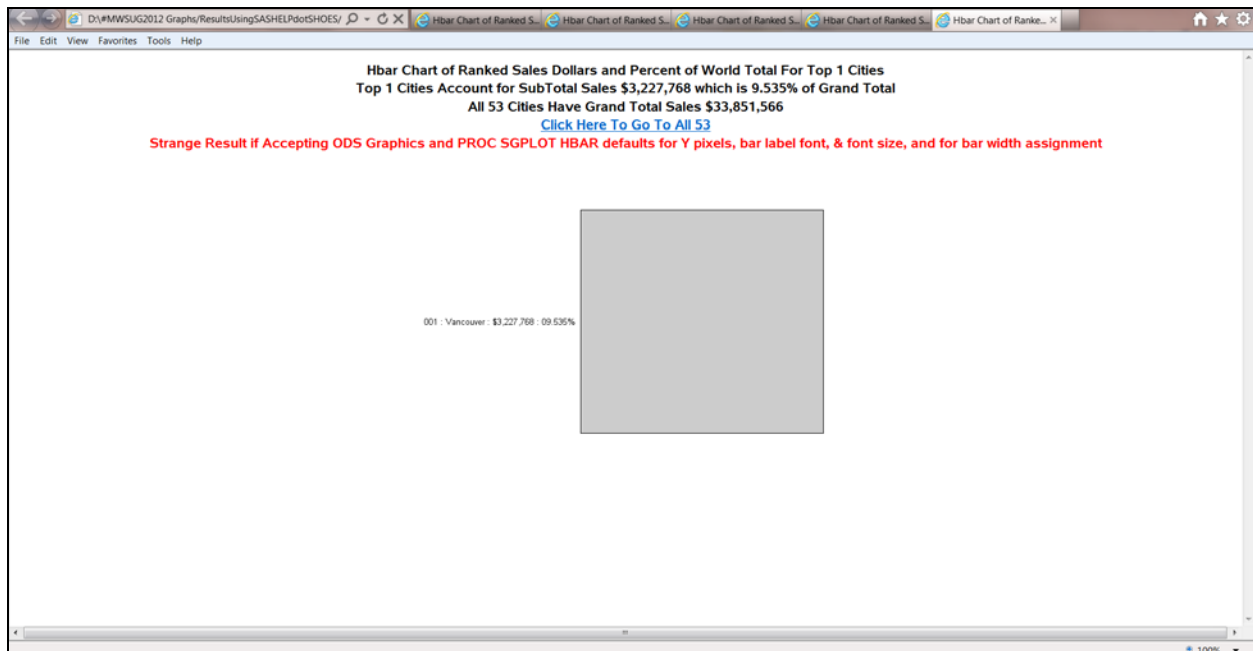 D:\#MWSUG2012 Graphs/ResultsUsingSASHELPdotSHOES/
Hbar Chart of Ranked S...
Hbar Chart of Ranked S...
Hbar Chart of Ranked S...
Hbar Chart of Ranked S...
Hbar Chart of Ranke...
File Edit View Favorites Tools Help
Hbar Chart of Ranked Sales Dollars and Percent of World Total For Top 1 Cities
Top 1 Cities Account for SubTotal Sales $3,227,768 which is 9.535% of Grand Total
All 53 Cities Have Grand Total Sales $33,851,566
Click Here To Go To All 53
Strange Result if Accepting ODS Graphics and PROC SGPLOT HBAR defaults for Y pixels, bar label font, & font size, and for bar width assignment
001 : Vancouver : $3,227,768 : 09.535%
100%